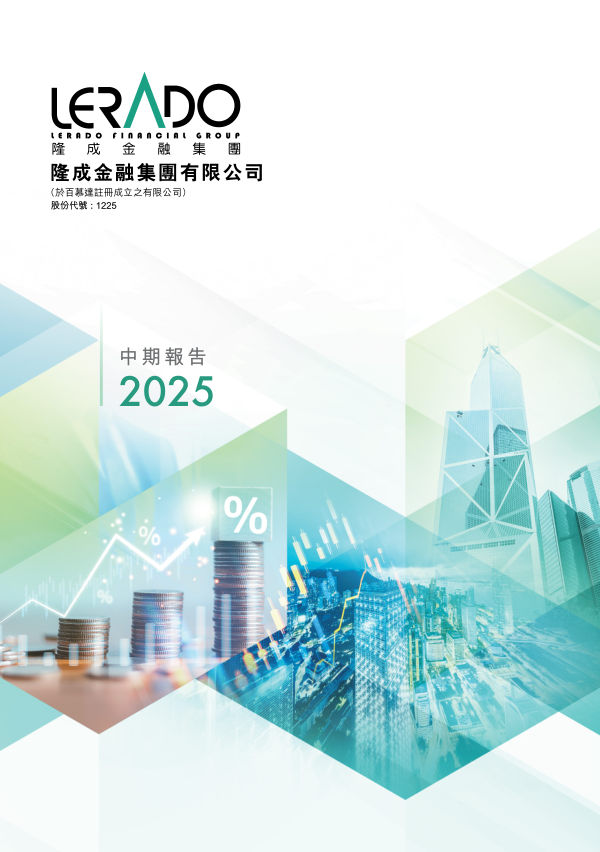 LERADO
LERADO FINANCIAL GROUP
隆成金融集團
隆成金融集團有限公司
(於百慕達註冊成立之有限公司)
股份代號：1225
中期報告
2025
%
%
%